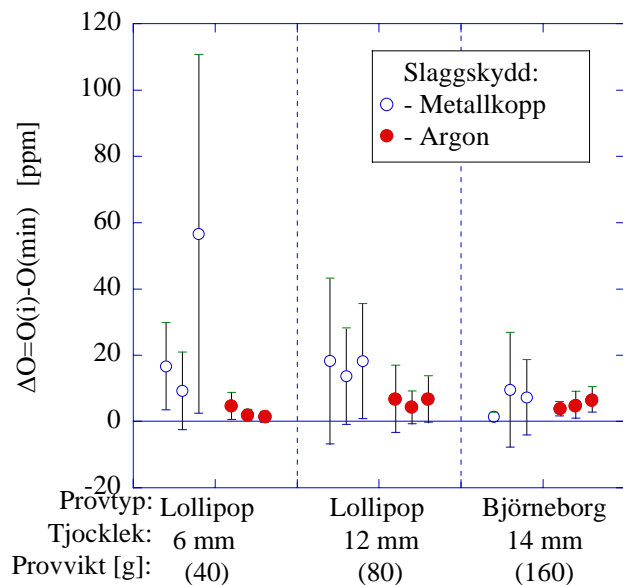 120
100
80
60
40
20
0
-20
ΔO=O(i)-O(min) [ppm]
Slaggskydd:
- Metallkopp
- Argon
Provtyp: Lollipop Lollipop Björneborg
Tjocklek: 6 mm 12 mm 14 mm
Provvikt [g]: (40) (80) (160)